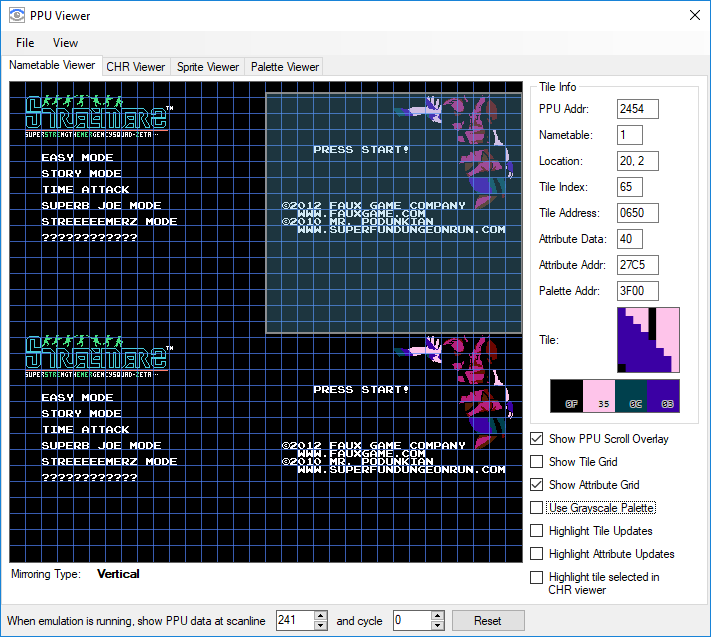 PPU Viewer
File View
Nametable Viewer CHR Viewer Sprite Viewer Palette Viewer
STREEMERZ™
SUPERSTRENGTHEMERGENCYSQUAD-ZETA
EASY MODE
STORY MODE
TIME ATTACK
SUPERB JOE MODE
STREEEEEMERZ MODE
????????????
PRESS START!
©2012 FAUX GAME COMPANY
WWW.FAUXGAME.COM
©2010 MR. PODUNKIAN
WWW.SUPERFUNDUNGEONRUN.COM
STREEMERZ™
SUPERSTRENGTHEMERGENCYSQUAD-ZETA
EASY MODE
STORY MODE
TIME ATTACK
SUPERB JOE MODE
STREEEEEMERZ MODE
????????????
PRESS START!
©2012 FAUX GAME COMPANY
WWW.FAUXGAME.COM
©2010 MR. PODUNKIAN
WWW.SUPERFUNDUNGEONRUN.COM
Mirroring Type: Vertical
Tile Info
PPU Addr: 2454
Nametable: 1
Location: 20, 2
Tile Index: 65
Tile Address: 0650
Attribute Data: 40
Attribute Addr: 27C5
Palette Addr: 3F00
Tile:
0F 35 0C 03
Show PPU Scroll Overlay
Show Tile Grid
Show Attribute Grid
Use Grayscale Palette
Highlight Tile Updates
Highlight Attribute Updates
Highlight tile selected in
CHR viewer
When emulation is running, show PPU data at scanline 241 and cycle 0 Reset